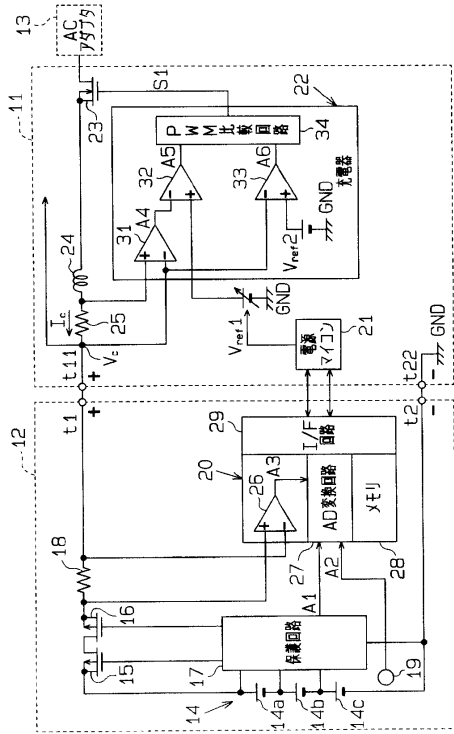 13
AC
アダプタ
11
23
S1
22
24
31
A4
32
A5
PWM比較回路
34
33
A6
充電器
GND
Vref2
Ic
25
Vc
t11
+
Vref1
GND
電源
マイコン
21
t22
GND
−
12
t1
+
t2
−
29
I/F
回路
20
26
A3
AD変換回路
メモリ
27
28
18
16
15
17
保護回路
A1
A2
19
14
14a
14b
14c